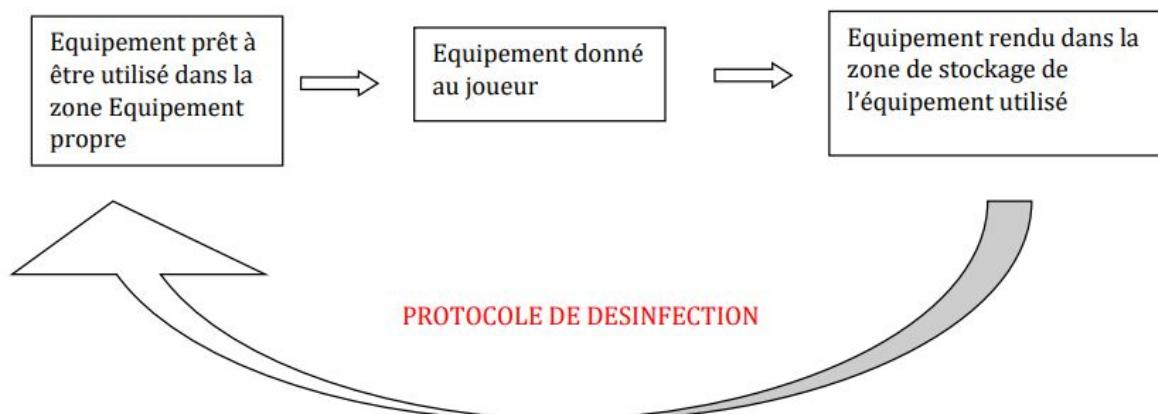 Equipement prêt à
être utilisé dans la
zone Equipement
propre
Equipement donné
au joueur
Equipement rendu dans la
zone de stockage de
l'équipement utilisé
PROTOCOLE DE DESINFECTION